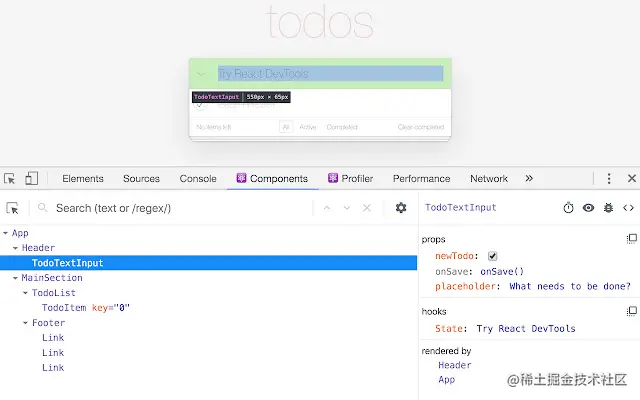 todos
Try React DevTools
TodoTextInput | 550px × 65px
No items left
All
Active
Completed
Clear completed
Elements
Sources
Console
Components
Profiler
Performance
Network
Search (text or /regex/)
TodoTextInput
App
Header
TodoTextInput
MainSection
TodoList
TodoItem key="0"
Footer
Link
Link
Link
props
newTodo:
onSave: onSave()
placeholder: What needs to be done?
hooks
State: Try React DevTools
rendered by
Header
App
@稀土掘金技术社区